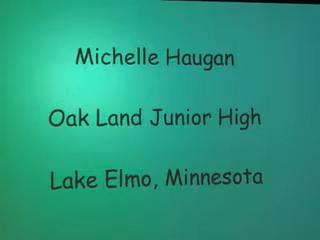 Michelle Haugan
Oak Land Junior High
Lake Elmo, Minnesota